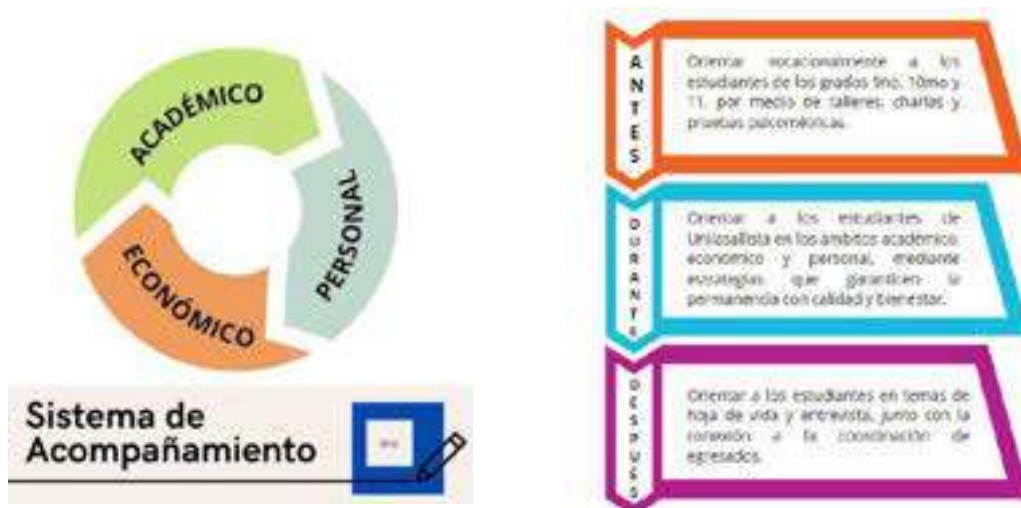 ACADÉMICO
PERSONAL
ECONÓMICO
Sistema de
Acompañamiento
ANTES
Orientar vocacionalmente a los
estudiantes de los grados 9no, 10mo y
11, por medio de talleres, charlas y
pruebas psicométricas.
DURANTE
Orientar a los estudiantes de
Unilasallista en los ámbitos académico,
económico y personal, mediante
estrategias que garanticen la
permanencia con calidad y bienestar.
DESPUÉS
Orientar a los estudiantes en temas de
hoja de vida y entrevista, junto con la
conexión a la coordinación de
egresados.